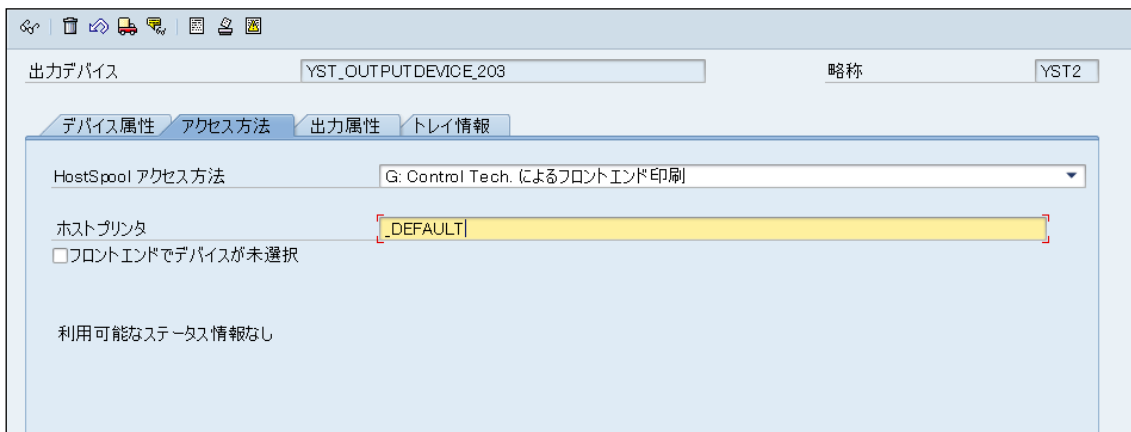 出力デバイス YST_OUTPUTDEVICE_203 略称 YST2
デバイス属性 アクセス方法 出力属性 トレイ情報
HostSpool アクセス方法 G: Control Tech. によるフロントエンド印刷
ホストプリンタ _DEFAULT
フロントエンドでデバイスが未選択
利用可能なステータス情報なし